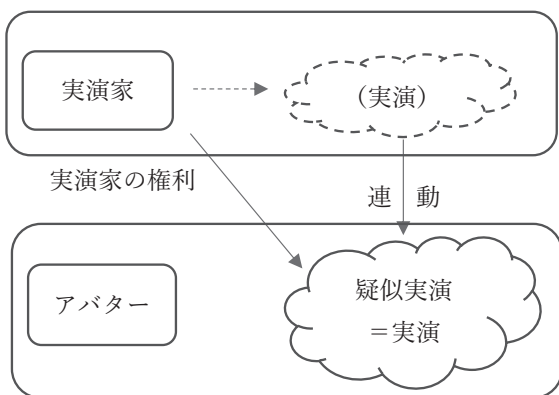 実演家
（実演）
実演家の権利
連　動
アバター
疑似実演
＝実演